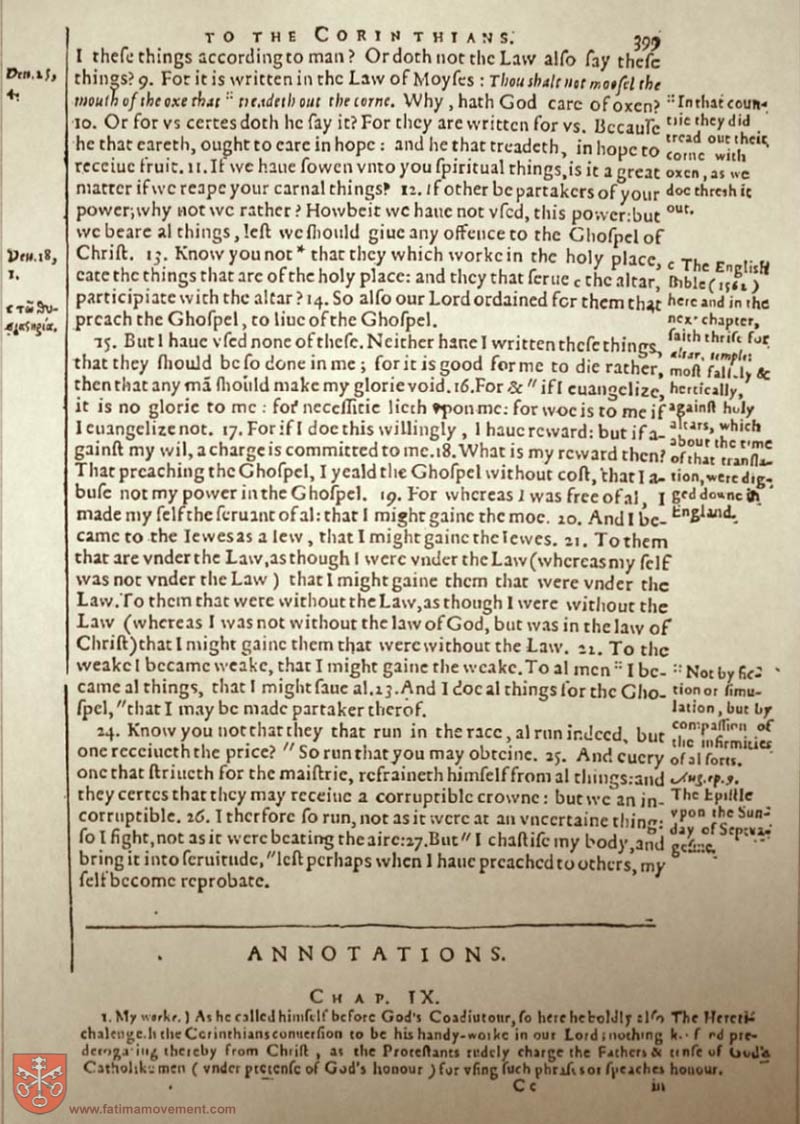 TO THE CORINTHIANS. 399
I theſe things according to man? Or doth not the Law alſo ſay theſe
things? 9. For it is written in the Law of Moyſes: Thou shalt not mooſel the
mouth of the oxe that " treadeth out the corne. Why, hath God care of oxen?
10. Or for vs certes doth he ſay it? For they are written for vs. Becauſe
he that eareth, ought to eare in hope: and he that treadeth, in hope to
receiue fruit. 11. If we haue ſowen vnto you ſpiritual things, is it a great
matter if we reape your carnal things? 12. if other be partakers of your
power; why not we rather? Howbeit we haue not vſed, this power: but
we beare al things, leſt we ſhould giue any offence to the Ghoſpel of
Chriſt. 13. Know you not * that they which worke in the holy place,
eate the things that are of the holy place: and they that ſerue c the altar,
participiate with the altar? 14. So alſo our Lord ordained for them that
preach the Ghoſpel, to liue of the Ghoſpel.
15. But I haue vſed none of theſe. Neither haue I written theſe things,
that they ſhould be ſo done in me; for it is good for me to die rather,
then that any mā ſhould make my glorie void. 16. For & " if I euangelize,
it is no glorie to me: for neceſſitie lieth vpon me: for woe is to me if
I euangelize not. 17. For if I doe this willingly, I haue reward: but if a-
gainſt my wil, a charge is committed to me. 18. What is my reward then?
That preaching the Ghoſpel, I yeald the Ghoſpel without coſt, that I a-
buſe not my power in the Ghoſpel. 19. For whereas I was free of al, I
made my ſelf the ſeruant of al: that I might gaine the moe. 20. And I be-
came to the Iewes as a Iew, that I might gaine the Iewes. 21. To them
that are vnder the Law, as though I were vnder the Law (whereas my ſelf
was not vnder the Law) that I might gaine them that were vnder the
Law. To them that were without the Law, as though I were without the
Law (whereas I was not without the law of God, but was in the law of
Chriſt) that I might gaine them that were without the Law. 22. To the
weake I became weake, that I might gaine the weake. To al men :: I be-
came al things, that I might ſaue al. 23. And I doe al things for the Gho-
ſpel, " that I may be made partaker therof.
24. Know you not that they that run in the race, al run indeed, but
one receiueth the price? " So run that you may obteine. 25. And euery
one that ſtriueth for the maiſtrie, refraineth himſelf from al things: and
they certes that they may receiue a corruptible crowne: but we an in-
corruptible. 26. I therfore ſo run, not as it were at an vncertaine thing:
ſo I fight, not as it were beating the aire: 27. But " I chaſtiſe my body, and
bring it into ſeruitude, " leſt perhaps when I haue preached to others, my
ſelf become reprobate.
Deu. 25,
4.
Deu. 18,
1.
c τῶ θυ-
σιαςηρίω.
:: In that coun-
trie they did
tread out their
corne with
oxen, as we
doe threſh it
out.
c The Engliſh
Bible (1562)
here and in the
next chapter,
ſaith thriſe for
altar, temple:
moſt falſely &
hertically,
againſt holy
altars, which
about the time
of that tranſla-
tion, were dig-
ged downe in
England.
:: Not by fic-
tion or ſimu-
lation, but by
compaſſion of
the infirmities
of al ſorts.
Aug. ep. 9.
The Epiſtle
vpon the Sun-
day of Septua-
geſme.
ANNOTATIONS.
CHAP. IX.
1. My worke.) As he called himſelf before God's Coadiutour, ſo here he boldly alſo
chalengeth the Corinthians conuerſion to be his handy-worke in our Lord; nothing
derogating thereby from Chriſt, as the Proteſtants rudely charge the Fathers &
Catholike men (vnder pretenſe of God's honour) for vſing ſuch phraſes or ſpeaches
The Hereti-
pre-
tenſe of God's
honour.
Cc iii
www.fatimamovement.com